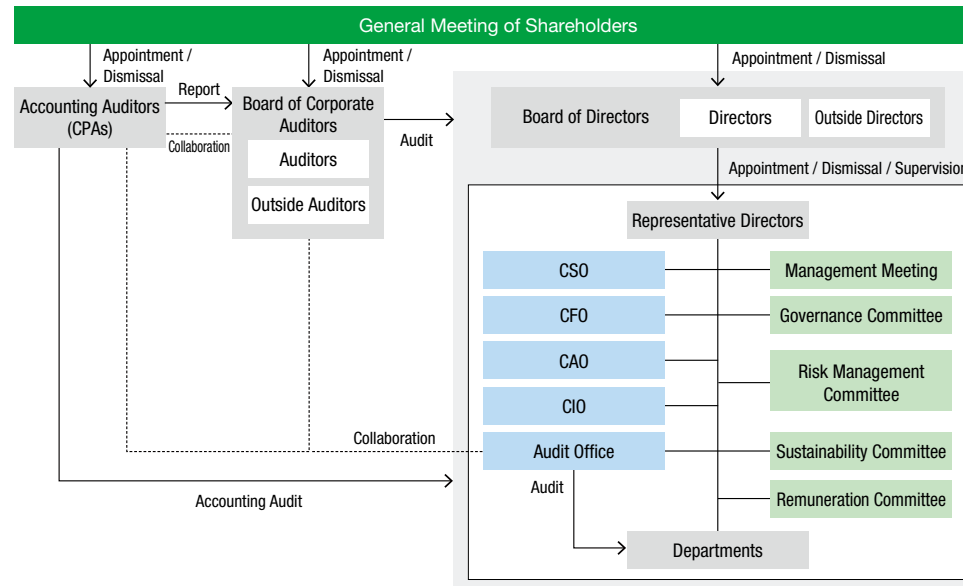 General Meeting of Shareholders
Appointment /
Dismissal
Appointment /
Dismissal
Appointment / Dismissal
Accounting Auditors
(CPAs)
Report
Collaboration
Board of Corporate
Auditors
Auditors
Outside Auditors
Audit
Board of Directors
Directors
Outside Directors
Appointment / Dismissal / Supervision
Representative Directors
CSO
Management Meeting
CFO
Governance Committee
CAO
Risk Management
Committee
CIO
Collaboration
Audit Office
Sustainability Committee
Audit
Accounting Audit
Remuneration Committee
Departments